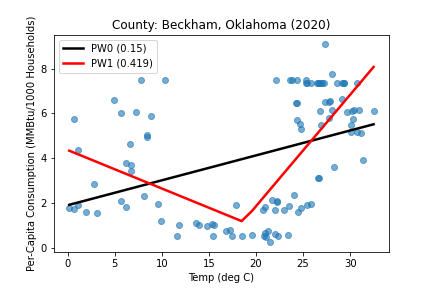 County: Beckham, Oklahoma (2020)
PW0 (0.15)
PW1 (0.419)
Per-Capita Consumption (MMBtu/1000 Households)
8
6
4
2
0
0 5 10 15 20 25 30
Temp (deg C)